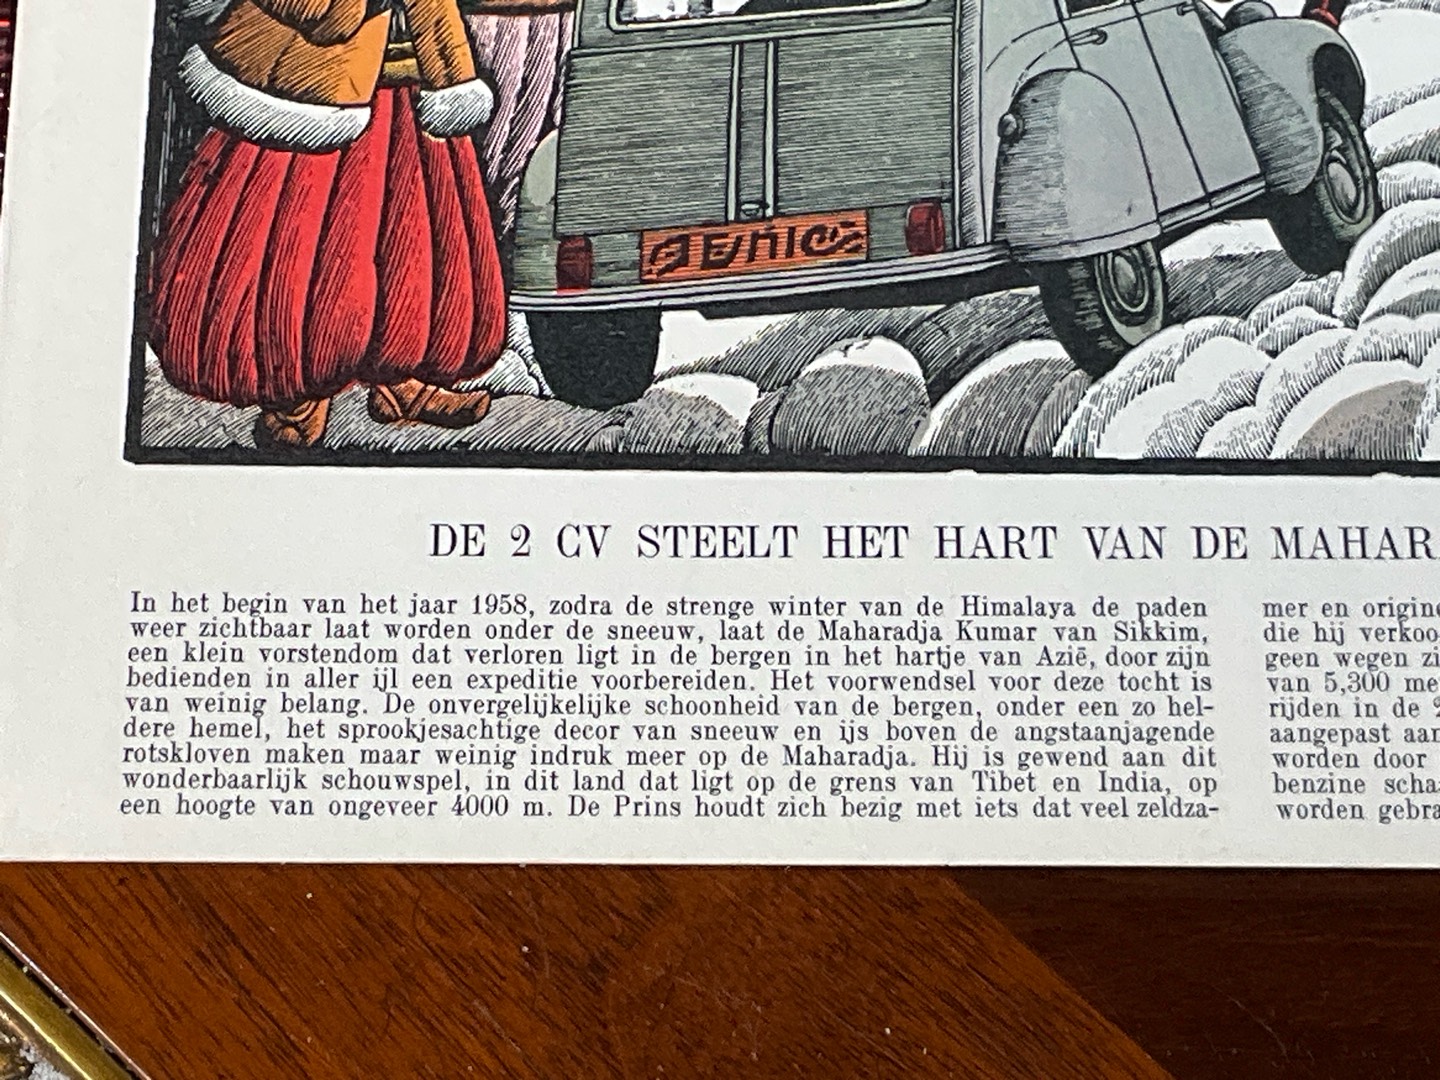 DE 2 CV STEELT HET HART VAN DE
In het begin van het jaar 1958, zodra de strenge winter van de Himalaya de paden
weer zichtbaar laat worden onder de sneeuw, laat de Maharadja Kumar van Sikkim,
een klein vorstendom dat verloren ligt in de bergen in het hartje van Azië, door zijn
bedienden in aller ijl een expeditie voorbereiden. Het voorwendsel voor deze tocht is
van weinig belang. De onvergelijkelijke schoonheid van de bergen, onder een zo hel-
dere hemel, het sprookjesachtige decor van sneeuw en ijs boven de angstaanjagende
rotskloven maken maar weinig indruk meer op de Maharadja. Hij is gewend aan dit
wonderbaarlijk schouwspel, in dit land dat ligt op de grens van Tibet en India, op
een hoogte van ongeveer 4000 m. De Prins houdt zich bezig met iets dat veel zeldza-
mer en
die hij
geen wegen
van 5,300
rijden in de
aangepast
worden door
benzine
worden